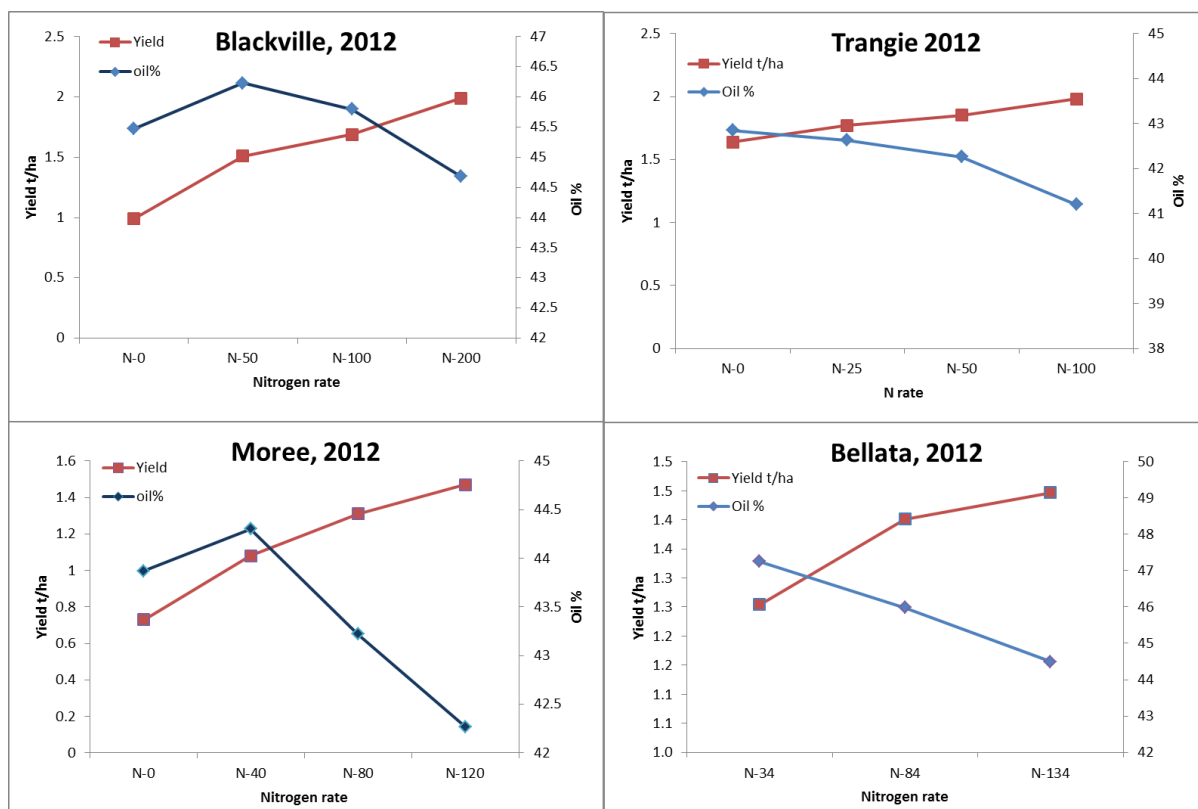 Blackville, 2012
Yield
oil%
2.5
2
1.5
1
0.5
0
Yield t/ha
47
46.5
46
45.5
45
44.5
44
43.5
43
42.5
42
Oil %
N-0 N-50 N-100 N-200
Nitrogen rate
Trangie 2012
Yield t/ha
Oil %
2.5
2
1.5
1
0.5
0
Yield t/ha
45
44
43
42
41
40
39
38
Oil %
N-0 N-25 N-50 N-100
N rate
Moree, 2012
Yield
oil%
1.6
1.4
1.2
1
0.8
0.6
0.4
0.2
0
Yield t/ha
45
44.5
44
43.5
43
42.5
42
Oil %
N-0 N-40 N-80 N-120
Nitrogen rate
Bellata, 2012
Yield t/ha
Oil %
1.5
1.5
1.4
1.4
1.3
1.3
1.2
1.2
1.1
1.1
1.0
Yield t/ha
50
49
48
47
46
45
44
43
42
Oil %
N-34 N-84 N-134
Nitrogen rate